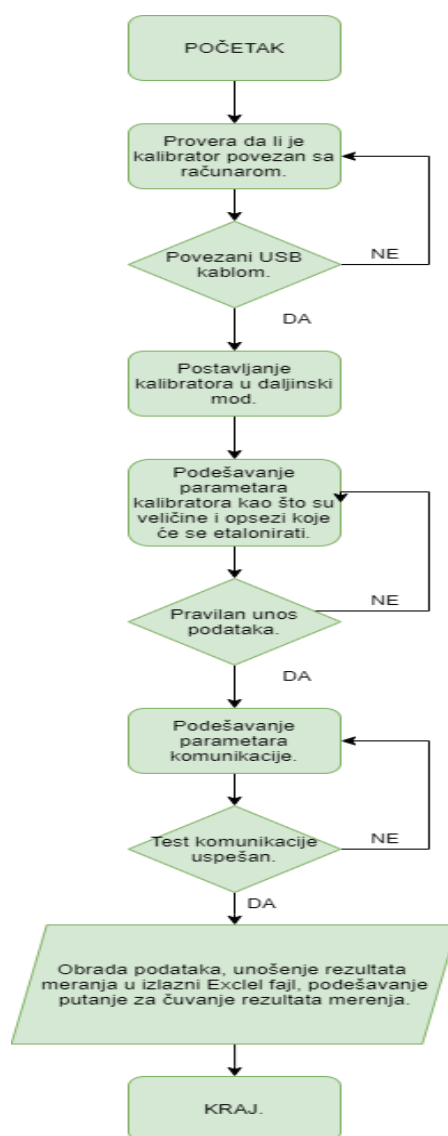 POČETAK
Provera da li je
kalibrator povezan sa
računarom.
Povezani USB
kablom.
NE
DA
Postavljanje
kalibratora u daljinski
mod.
Podešavanje
parametara
kalibratora kao što su
veličine i opsezi koje
će se etalonirati.
Pravilan unos
podataka.
NE
DA
Podešavanje
parametara
komunikacije.
Test komunikacije
uspešan.
NE
DA
Obrada podataka, unošenje rezultata
meranja u izlazni Exclel fajl, podešavanje
putanje za čuvanje rezultata merenja.
KRAJ.